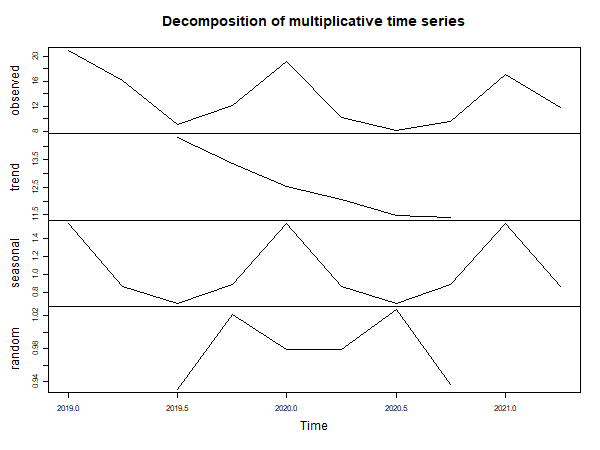 Decomposition of multiplicative time series
observed
8 12 16 20
trend
11.5 12.5 13.5
seasonal
0.8 1.0 1.2 1.4
random
0.94 0.98 1.02
2019.0 2019.5 2020.0 2020.5 2021.0
Time